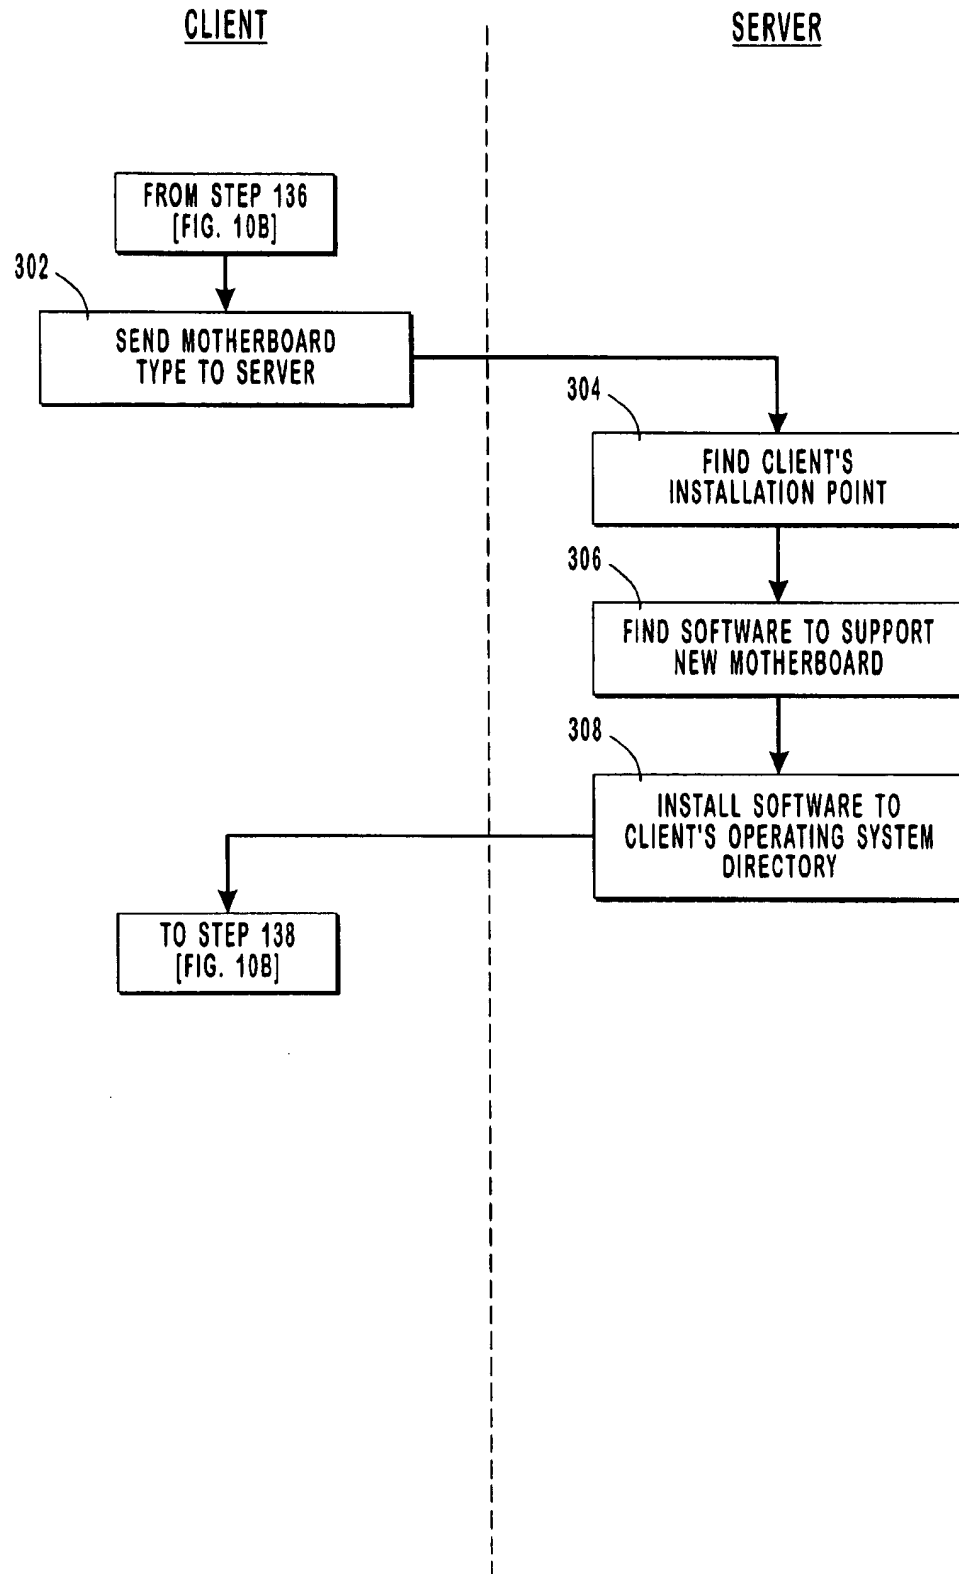 CLIENT
SERVER
FROM STEP 136
[FIG. 10B]
302
SEND MOTHERBOARD
TYPE TO SERVER
304
FIND CLIENT'S
INSTALLATION POINT
306
FIND SOFTWARE TO SUPPORT
NEW MOTHERBOARD
308
INSTALL SOFTWARE TO
CLIENT'S OPERATING SYSTEM
DIRECTORY
TO STEP 138
[FIG. 10B]